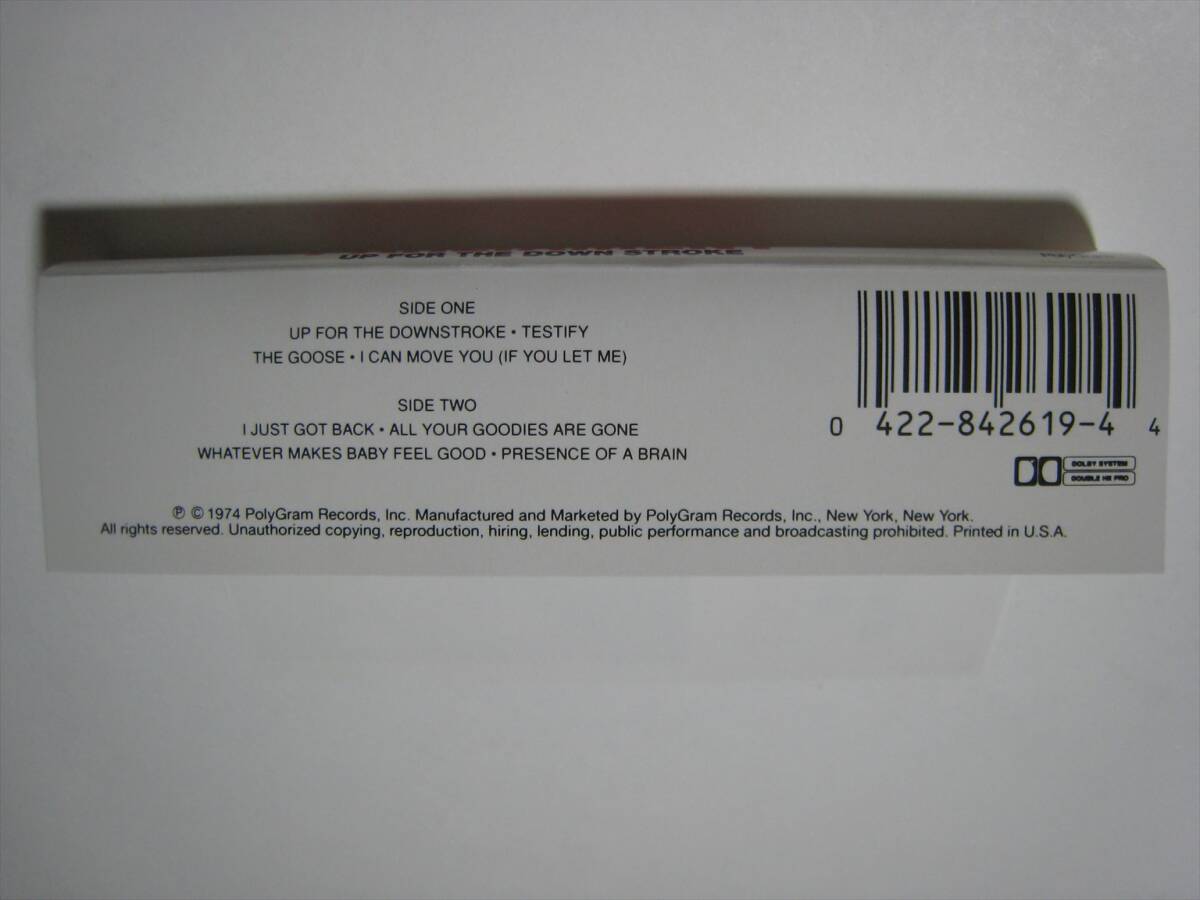 UP FOR THE DOWN STROKE
SIDE ONE
UP FOR THE DOWNSTROKE • TESTIFY
THE GOOSE • I CAN MOVE YOU (IF YOU LET ME)
SIDE TWO
I JUST GOT BACK • ALL YOUR GOODIES ARE GONE
WHATEVER MAKES BABY FEEL GOOD • PRESENCE OF A BRAIN
0 422-842619-4 4
DOLBY SYSTEM
DOUBLE NR PRO
℗ © 1974 PolyGram Records, Inc. Manufactured and Marketed by PolyGram Records, Inc., New York, New York.
All rights reserved. Unauthorized copying, reproduction, hiring, lending, public performance and broadcasting prohibited. Printed in U.S.A.